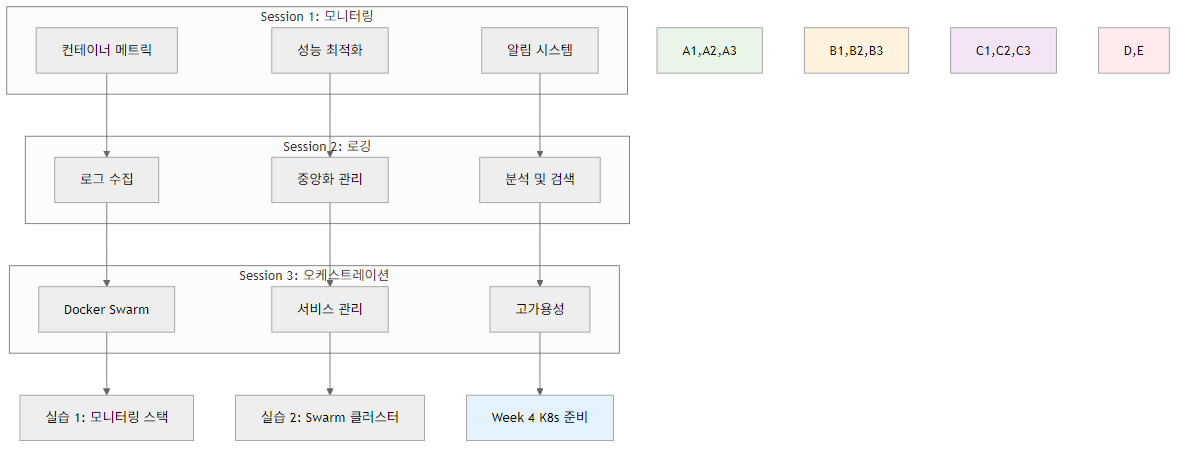 Session 1: 모니터링
컨테이너 메트릭
성능 최적화
알림 시스템
A1,A2,A3
B1,B2,B3
C1,C2,C3
D,E
Session 2: 로깅
로그 수집
중앙화 관리
분석 및 검색
Session 3: 오케스트레이션
Docker Swarm
서비스 관리
고가용성
실습 1: 모니터링 스택
실습 2: Swarm 클러스터
Week 4 K8s 준비